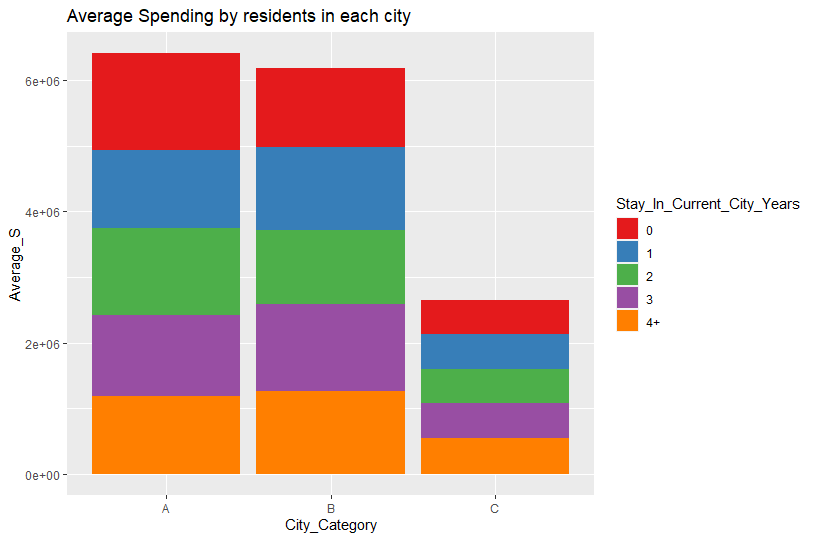 Average Spending by residents in each city
Average_S
6e+06
4e+06
2e+06
0e+00
A
B
C
City_Category
Stay_In_Current_City_Years
0
1
2
3
4+